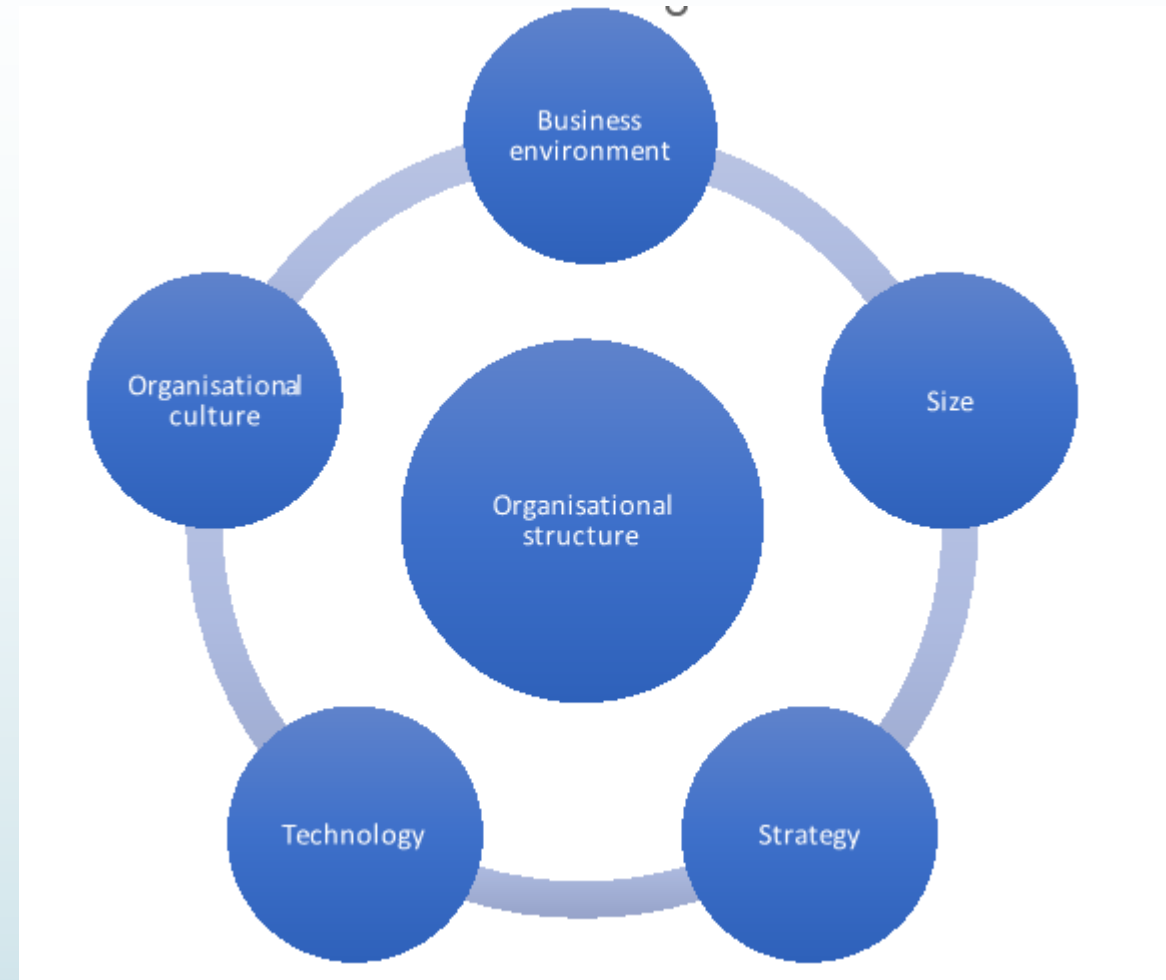 Business
environment
Size
Strategy
Technology
Organisational
culture
Organisational
structure